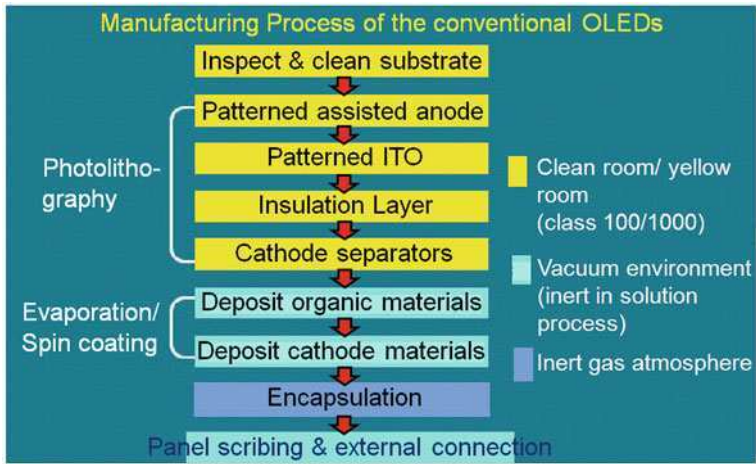 Manufacturing Process of the conventional OLEDs
Inspect & clean substrate
Patterned assisted anode
Patterned ITO
Insulation Layer
Cathode separators
Deposit organic materials
Deposit cathode materials
Encapsulation
Panel scribing & external connection
Photolitho-
graphy
Evaporation/
Spin coating
Clean room/ yellow
room
(class 100/1000)
Vacuum environment
(inert in solution
process)
Inert gas atmosphere